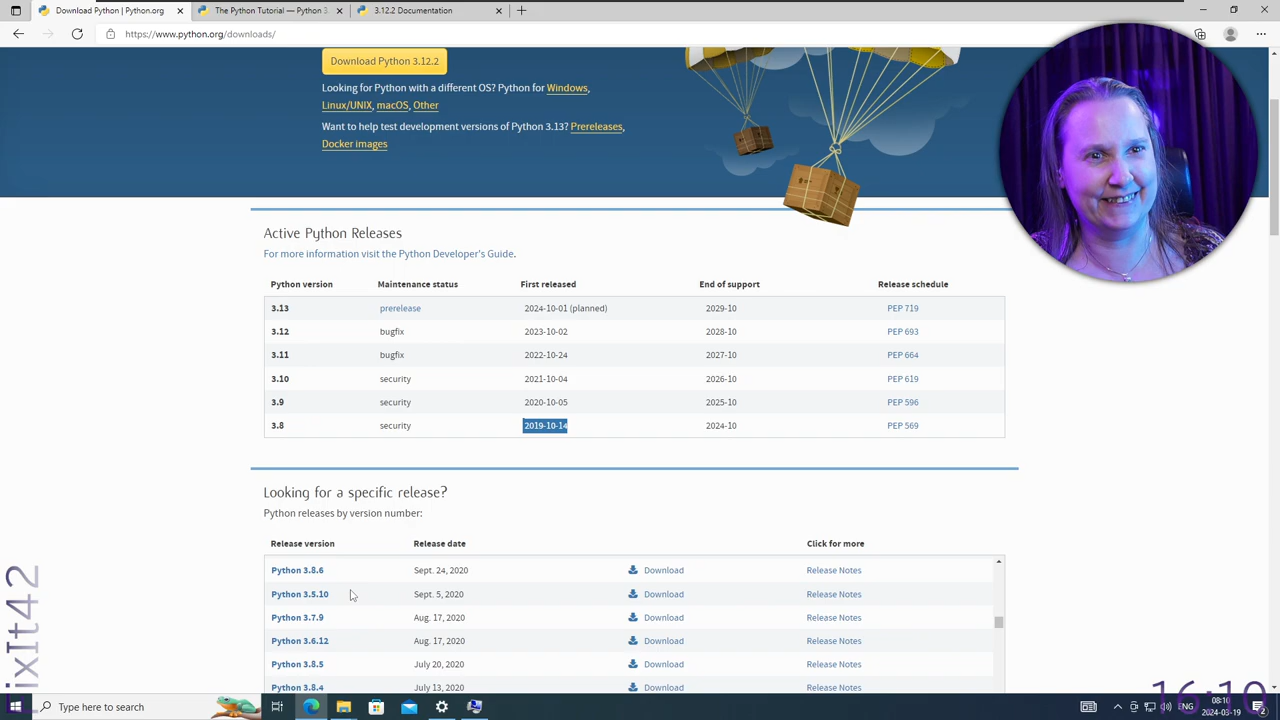 Download Python | Python.org
The Python Tutorial — Python 3
3.12.2 Documentation
https://www.python.org/downloads/
Download Python 3.12.2
Looking for Python with a different OS? Python for Windows,
Linux/UNIX, macOS, Other
Want to help test development versions of Python 3.13? Prereleases,
Docker images
Active Python Releases
For more information visit the Python Developer's Guide.
Python version Maintenance status First released End of support Release schedule
3.13 prerelease 2024-10-01 (planned) 2029-10 PEP 719
3.12 bugfix 2023-10-02 2028-10 PEP 693
3.11 bugfix 2022-10-24 2027-10 PEP 664
3.10 security 2021-10-04 2026-10 PEP 619
3.9 security 2020-10-05 2025-10 PEP 596
3.8 security 2019-10-14 2024-10 PEP 569
Looking for a specific release?
Python releases by version number:
Release version Release date Click for more
Python 3.8.6 Sept. 24, 2020 Download Release Notes
Python 3.5.10 Sept. 5, 2020 Download Release Notes
Python 3.7.9 Aug. 17, 2020 Download Release Notes
Python 3.6.12 Aug. 17, 2020 Download Release Notes
Python 3.8.5 July 20, 2020 Download Release Notes
Python 3.8.4 July 13, 2020 Download Release Notes
ixIt42
16:10
Type here to search
08:10
2024-03-19
2